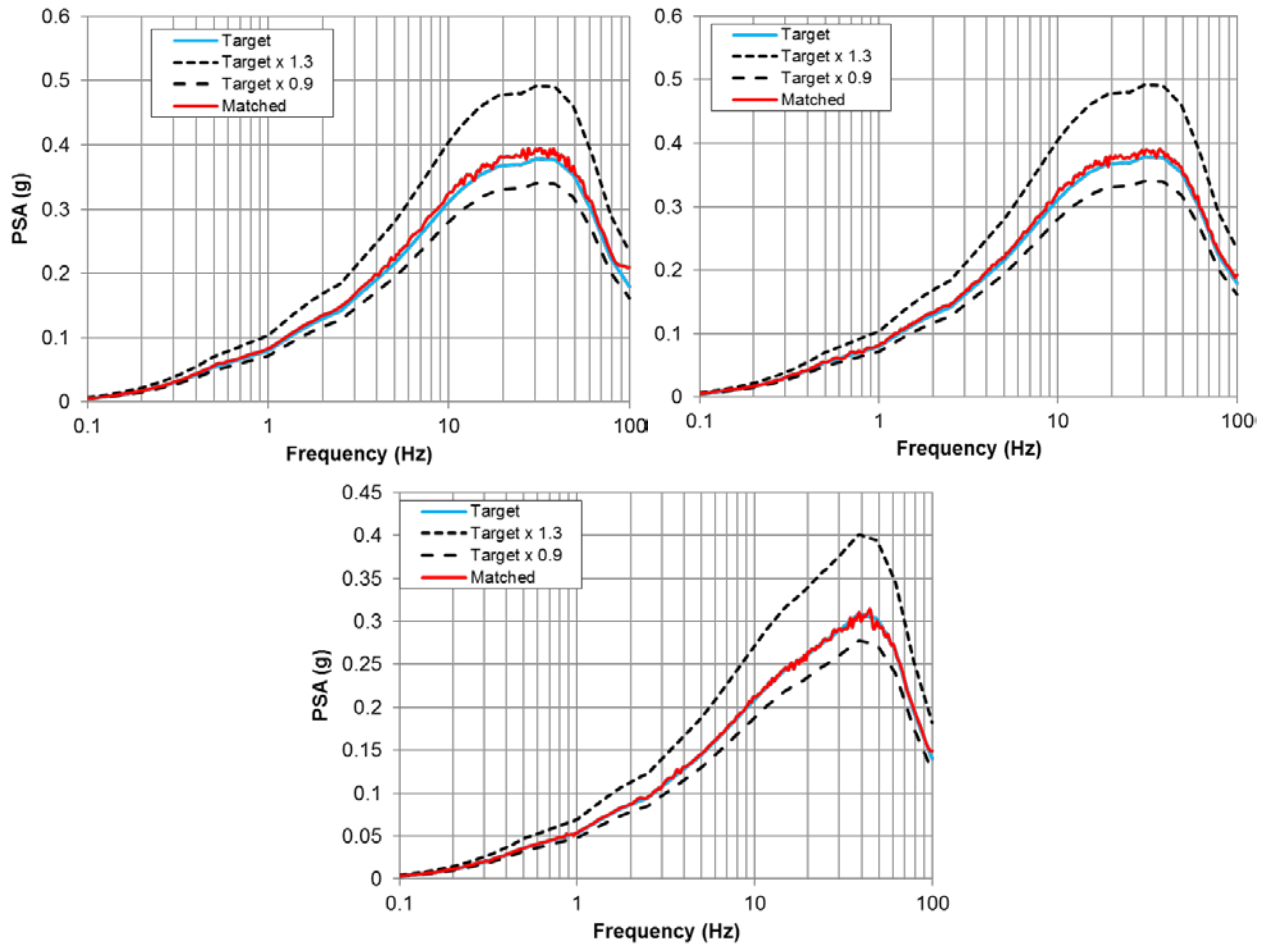 0.6
0.5
0.4
0.3
0.2
0.1
0
PSA (g)
Target
Target x 1.3
Target x 0.9
Matched
0.1 1 10 100
Frequency (Hz)
0.6
0.5
0.4
0.3
0.2
0.1
0
Target
Target x 1.3
Target x 0.9
Matched
0.1 1 10 100
Frequency (Hz)
0.45
0.4
0.35
0.3
0.25
0.2
0.15
0.1
0.05
0
PSA (g)
Target
Target x 1.3
Target x 0.9
Matched
0.1 1 10 100
Frequency (Hz)